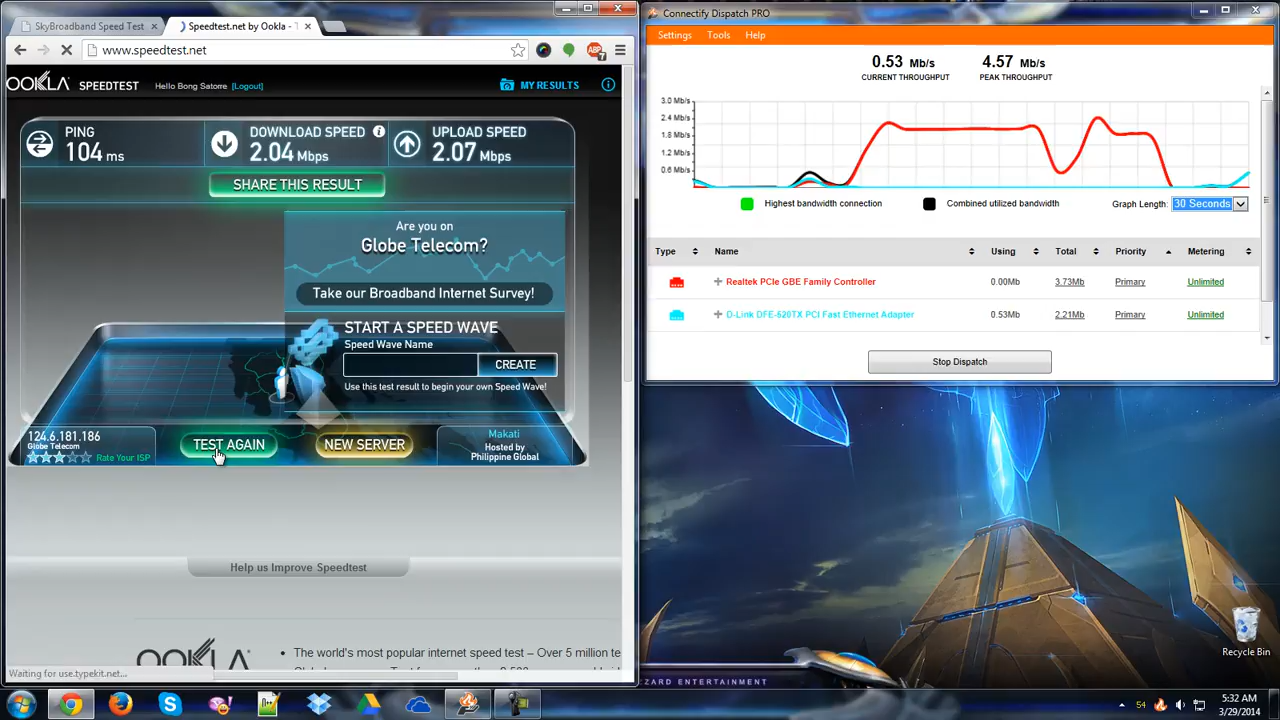 SkyBroadband Speed Test
Speedtest.net by Ookla -
www.speedtest.net
ABP
7
OOKLA SPEEDTEST
Hello Bong Satorre [Logout]
MY RESULTS
PING
104 ms
DOWNLOAD SPEED
2.04 Mbps
UPLOAD SPEED
2.07 Mbps
SHARE THIS RESULT
Are you on
Globe Telecom?
Take our Broadband Internet Survey!
START A SPEED WAVE
Speed Wave Name
CREATE
Use this test result to begin your own Speed Wave!
124.6.181.186
Globe Telecom
Rate Your ISP
TEST AGAIN
NEW SERVER
Makati
Hosted by
Philippine Global
Help us Improve Speedtest
OOKLA
• The world's most popular internet speed test – Over 5 million te
Waiting for use.typekit.net...
Connectify Dispatch PRO
Settings Tools Help
0.53 Mb/s
CURRENT THROUGHPUT
4.57 Mb/s
PEAK THROUGHPUT
3.0 Mb/s
2.4 Mb/s
1.8 Mb/s
1.2 Mb/s
0.6 Mb/s
Highest bandwidth connection
Combined utilized bandwidth
Graph Length: 30 Seconds
Type Name Using Total Priority Metering
Realtek PCIe GBE Family Controller 0.00Mb 3.73Mb Primary Unlimited
D-Link DFE-520TX PCI Fast Ethernet Adapter 0.53Mb 2.21Mb Primary Unlimited
Stop Dispatch
Recycle Bin
ZZARD ENTERTAINMENT
54
5:32 AM
3/29/2014